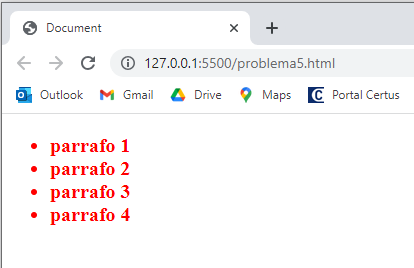 Document
127.0.0.1:5500/problema5.html
Outlook Gmail Drive Maps Portal Certus
parrafo 1
parrafo 2
parrafo 3
parrafo 4